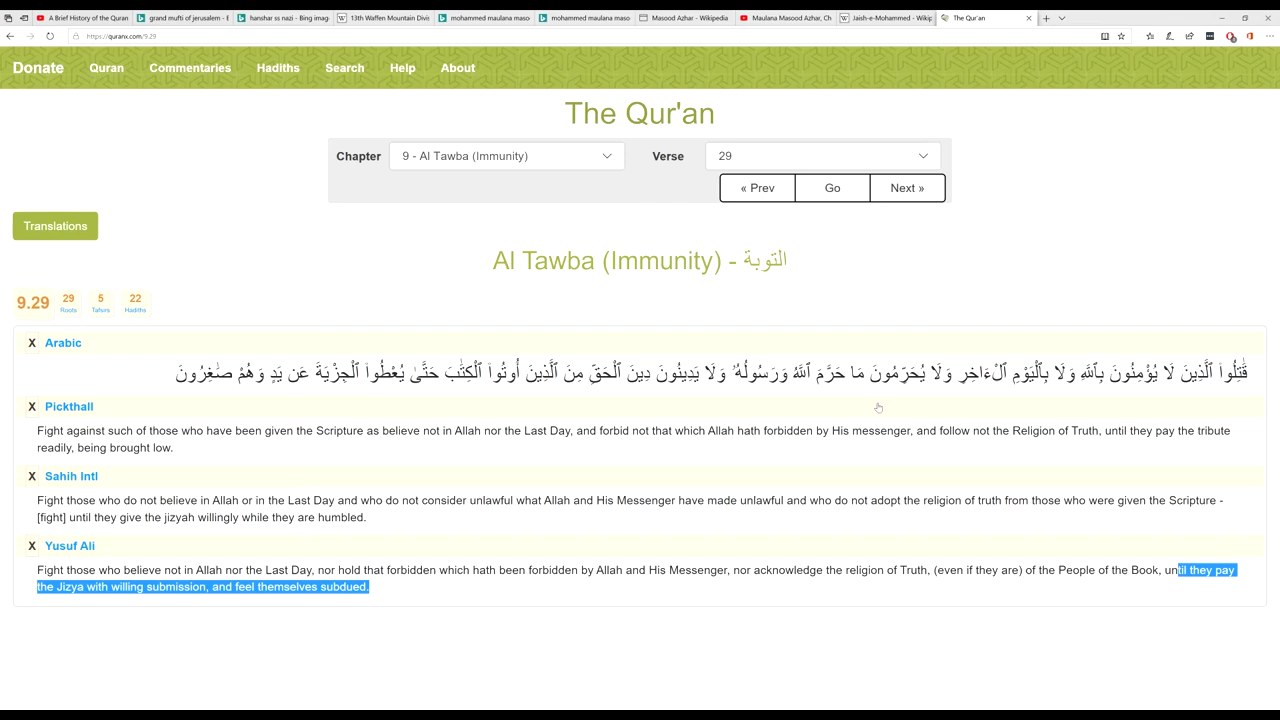 A Brief History of the Quran
grand mufti of jerusalem - E
hanshar ss nazi - Bing imag
13th Waffen Mountain Divis
mohammed maulana maso
mohammed maulana maso
Masood Azhar - Wikipedia
Maulana Masood Azhar, Ch
Jaish-e-Mohammed - Wikip
The Qur'an
https://quranx.com/9.29
Donate Quran Commentaries Hadiths Search Help About
The Qur'an
Chapter 9 - Al Tawba (Immunity) Verse 29
« Prev Go Next »
Translations
Al Tawba (Immunity) - التوبة
9.29 29 5 22
Roots Tafsirs Hadiths
X Arabic
قَٰتِلُوا۟ ٱلَّذِينَ لَا يُؤْمِنُونَ بِٱللَّهِ وَلَا بِٱلْيَوْمِ ٱلْءَاخِرِ وَلَا يُحَرِّمُونَ مَا حَرَّمَ ٱللَّهُ وَرَسُولُهُۥ وَلَا يَدِينُونَ دِينَ ٱلْحَقِّ مِنَ ٱلَّذِينَ أُوتُوا۟ ٱلْكِتَٰبَ حَتَّىٰ يُعْطُوا۟ ٱلْجِزْيَةَ عَن يَدٍ وَهُمْ صَٰغِرُونَ
X Pickthall
Fight against such of those who have been given the Scripture as believe not in Allah nor the Last Day, and forbid not that which Allah hath forbidden by His messenger, and follow not the Religion of Truth, until they pay the tribute
readily, being brought low.
X Sahih Intl
Fight those who do not believe in Allah or in the Last Day and who do not consider unlawful what Allah and His Messenger have made unlawful and who do not adopt the religion of truth from those who were given the Scripture -
[fight] until they give the jizyah willingly while they are humbled.
X Yusuf Ali
Fight those who believe not in Allah nor the Last Day, nor hold that forbidden which hath been forbidden by Allah and His Messenger, nor acknowledge the religion of Truth, (even if they are) of the People of the Book, until they pay
the Jizya with willing submission, and feel themselves subdued.